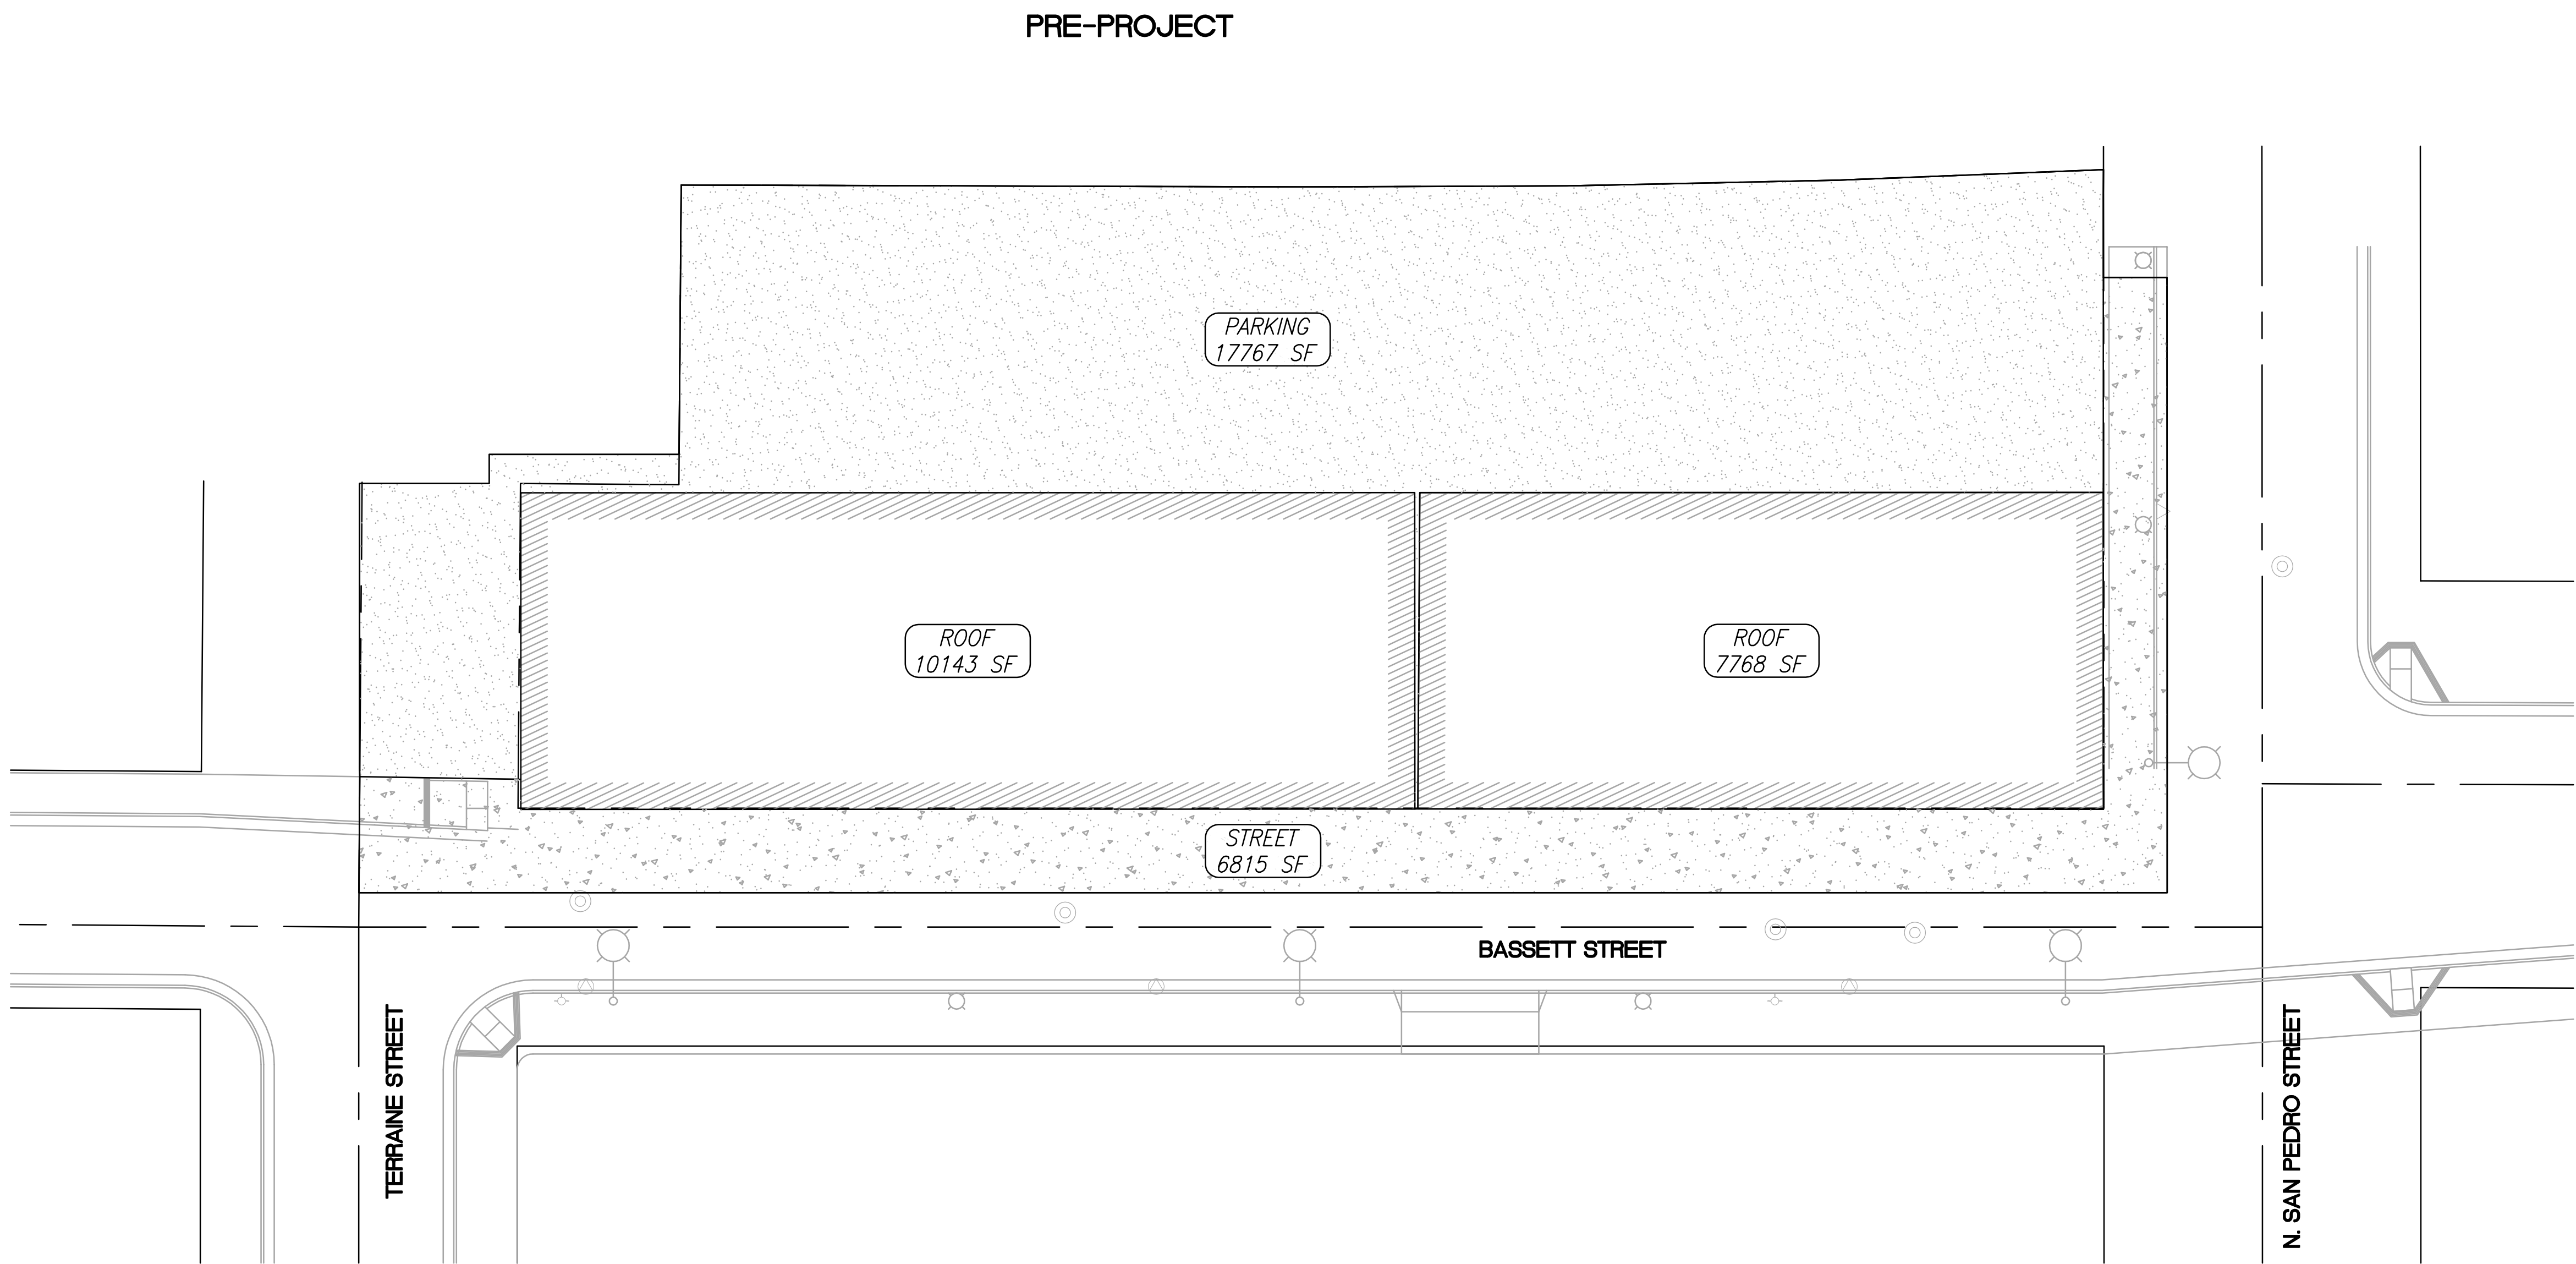 PRE-PROJECT
PARKING
17767 SF
ROOF
10143 SF
ROOF
7768 SF
STREET
6815 SF
BASSETT STREET
TERRAINE STREET
N. SAN PEDRO STREET